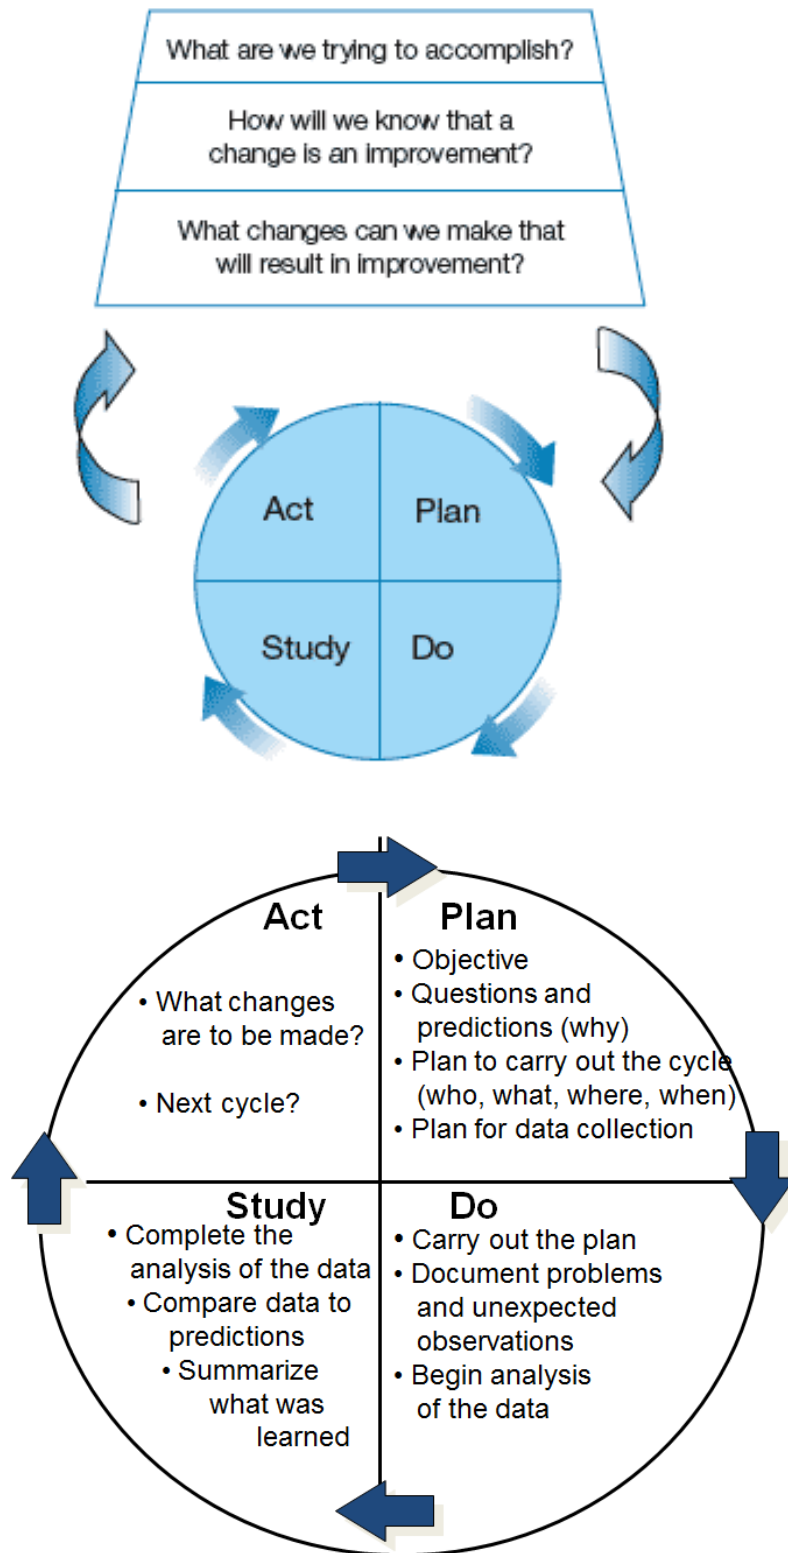 What are we trying to accomplish?
How will we know that a
change is an improvement?
What changes can we make that
will result in improvement?
Act
Plan
Study
Do
Act
• What changes
are to be made?
• Next cycle?
Plan
• Objective
• Questions and
predictions (why)
• Plan to carry out the cycle
(who, what, where, when)
• Plan for data collection
Study
• Complete the
analysis of the data
• Compare data to
predictions
• Summarize
what was
learned
Do
• Carry out the plan
• Document problems
and unexpected
observations
• Begin analysis
of the data